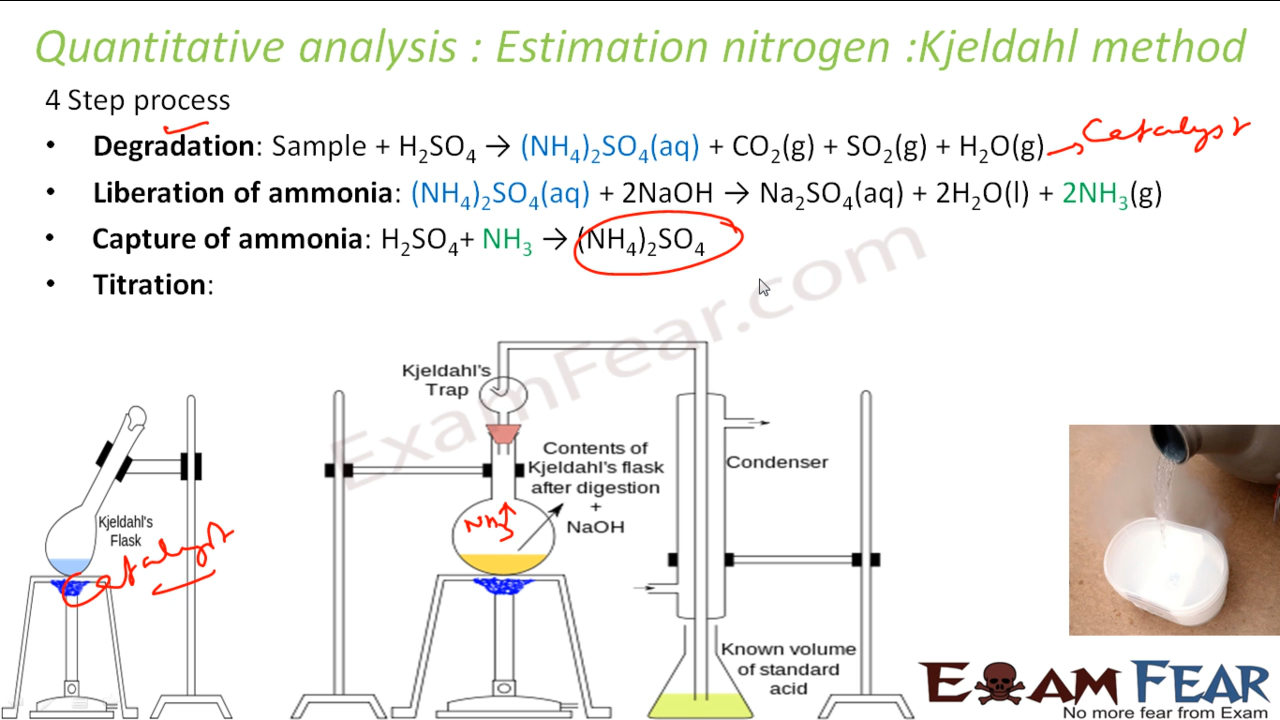 Quantitative analysis : Estimation nitrogen :Kjeldahl method
4 Step process
• Degradation: Sample + H₂SO₄ → (NH₄)₂SO₄(aq) + CO₂(g) + SO₂(g) + H₂O(g) → Catalyst
• Liberation of ammonia: (NH₄)₂SO₄(aq) + 2NaOH → Na₂SO₄(aq) + 2H₂O(l) + 2NH₃(g)
• Capture of ammonia: H₂SO₄+ NH₃ → (NH₄)₂SO₄
• Titration:
ExamFear.com
Kjeldahl's
Trap
Contents of
Kjeldahl's flask
after digestion
+
NaOH
Condenser
Kjeldahl's
Flask
Catalyst
NH₃↑
Known volume
of standard
acid
EXAM FEAR
No more fear from Exam